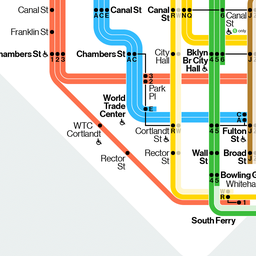 Canal St
A C E
Canal St
Canal
St
R W
N Q
6
Canal
St
J
only
Franklin St
Chambers St
1 2 3
Chambers St
A C
City
Hall
R W
Bklyn
Br City
Hall
4 5 6
J
2
3
Park
Pl
World
Trade
Center
E
WTC
Cortlandt
1
Cortlandt
St
R W
A
C
Fulton
St
4 5
J
Rector
St
1
Rector
St
Wall
St
4 5
Broad
St
J
Bowling G
4 5
Whiteha
R
1
South Ferry